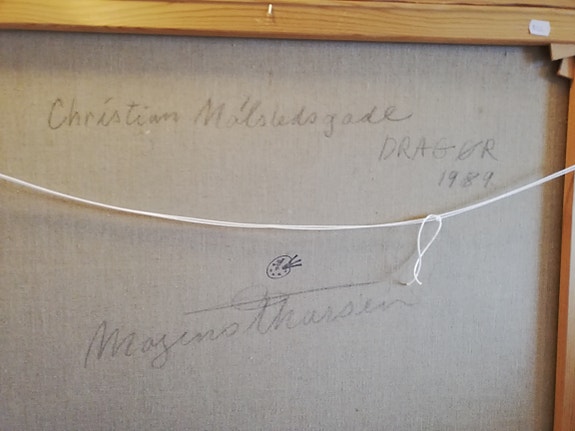 Christian Mølstedsgade
DRAGØR
1989
Mogens Thorsen